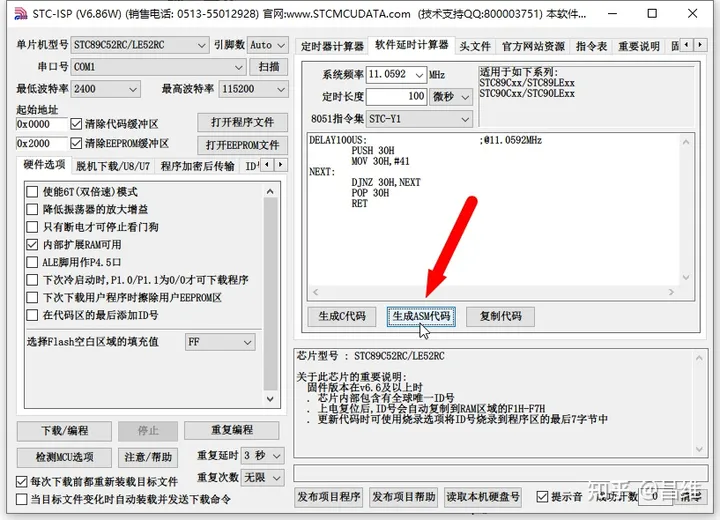 STC-ISP (V6.86W) (销售电话: 0513-55012928) 官网:www.STCMCUDATA.com (技术支持QQ:800003751) 本软件...
单片机型号 STC89C52RC/LE52RC 引脚数 Auto
串口号 COM1 扫描
最低波特率 2400 最高波特率 115200
起始地址
0x0000 清除代码缓冲区 打开程序文件
0x2000 清除EEPROM缓冲区 打开EEPROM文件
硬件选项 脱机下载/U8/U7 程序加密后传输 ID号
使能6T(双倍速)模式
降低振荡器的放大增益
只有断电才可停止看门狗
内部扩展RAM可用
ALE脚用作P4.5口
下次冷启动时,P1.0/P1.1为0/0才可下载程序
下次下载用户程序时擦除用户EEPROM区
在代码区的最后添加ID号
选择Flash空白区域的填充值 FF
下载/编程 停止 重复编程
检测MCU选项 注意/帮助 重复延时 3 秒
重复次数 无限
每次下载前都重新装载目标文件
当目标文件变化时自动装载并发送下载命令
定时器计算器 软件延时计算器 头文件 官方网站资源 指令表 重要说明
系统频率 11.0592 MHz
定时长度 100 微秒
8051指令集 STC-Y1
适用于如下系列:
STC89Cxx/STC89LExx
STC90Cxx/STC90LExx
DELAY100US: ;@11.0592MHz
PUSH 30H
MOV 30H,#41
NEXT:
DJNZ 30H,NEXT
POP 30H
RET
生成C代码 生成ASM代码 复制代码
芯片型号 : STC89C52RC/LE52RC
关于此芯片的重要说明:
固件版本在v6.6及以上时
. 芯片内部包含有全球唯一ID号
. 上电复位后,ID号会自动复制到RAM区域的F1H-F7H
. 更新代码时可使用烧录选项将ID号烧录到程序区的最后7字节中
发布项目程序 发布项目帮助 读取本机硬盘号 提示音 成功计数 0 清零
知乎 @冒维